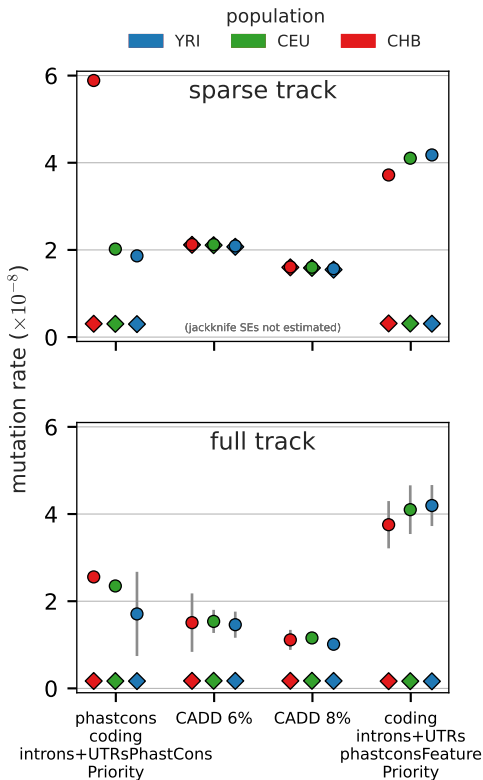 population
YRI CEU CHB
sparse track
6
4
2
0
(jackknife SEs not estimated)
mutation rate (×10⁻⁸)
full track
6
4
2
0
phastcons
coding
introns+UTRsPhastCons
Priority
CADD 6%
CADD 8%
coding
introns+UTRs
phastconsFeature
Priority